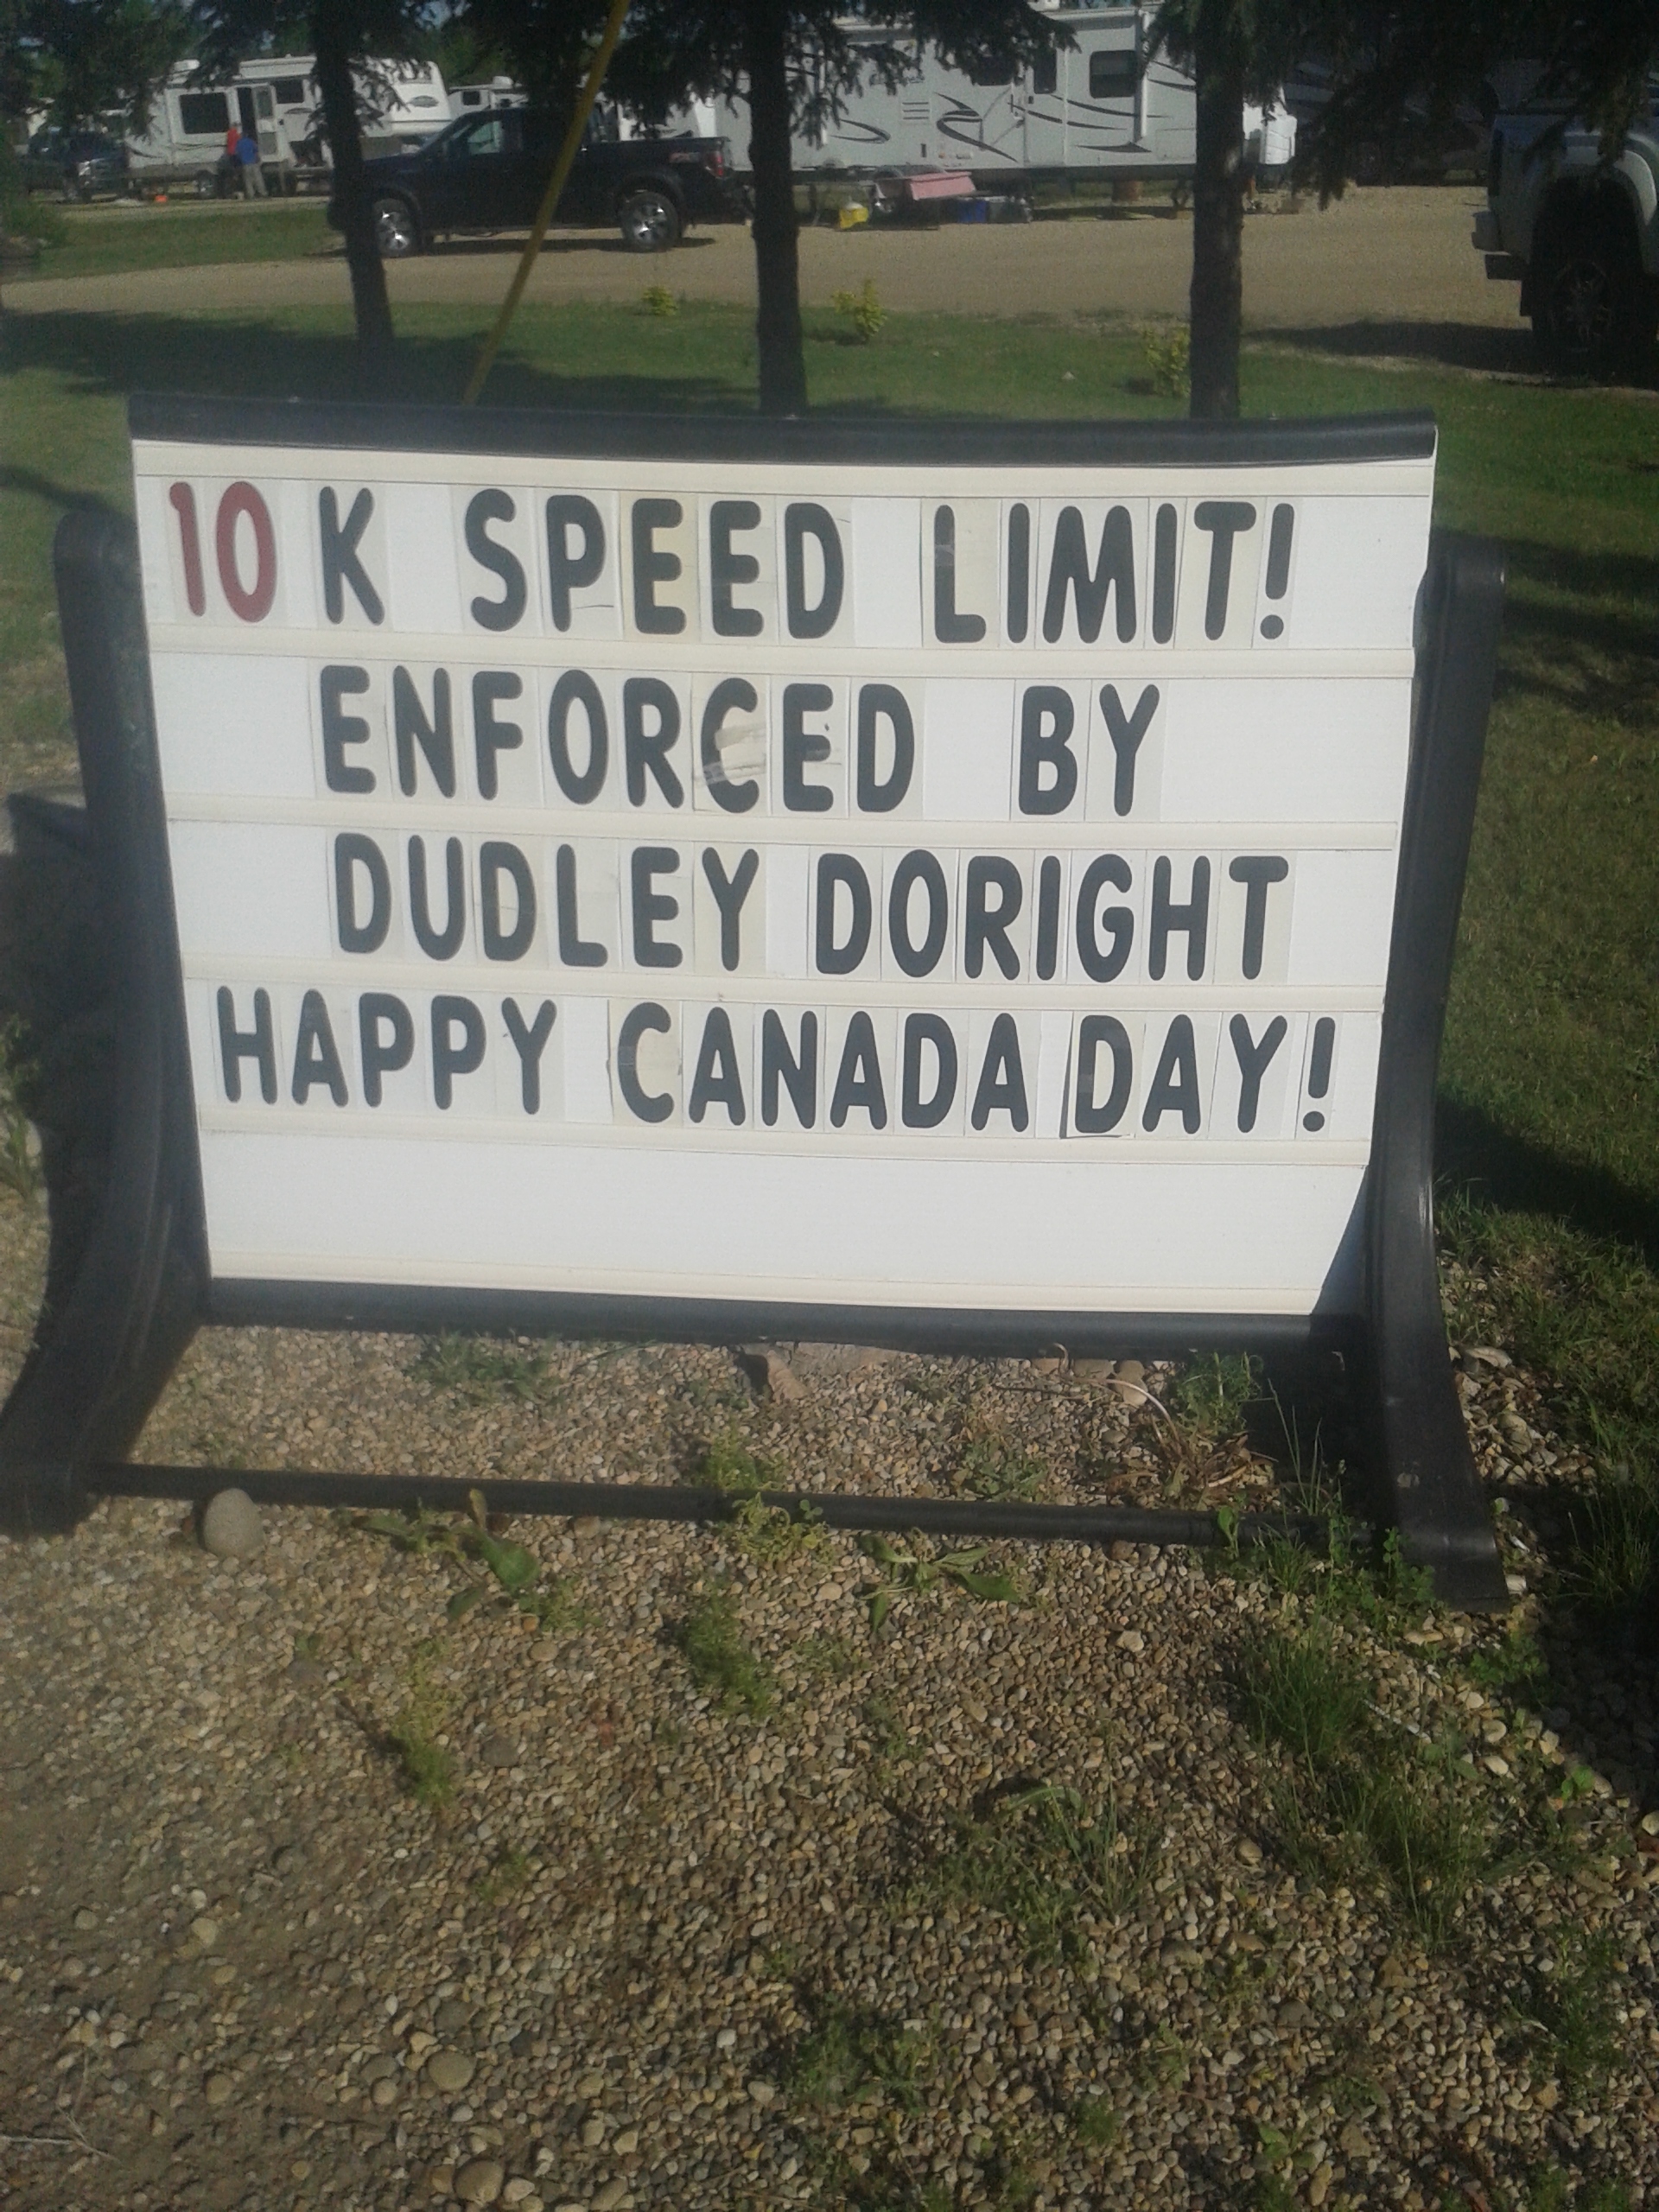 10 K SPEED LIMIT!
ENFORCED BY
DUDLEY DORIGHT
HAPPY CANADA DAY!